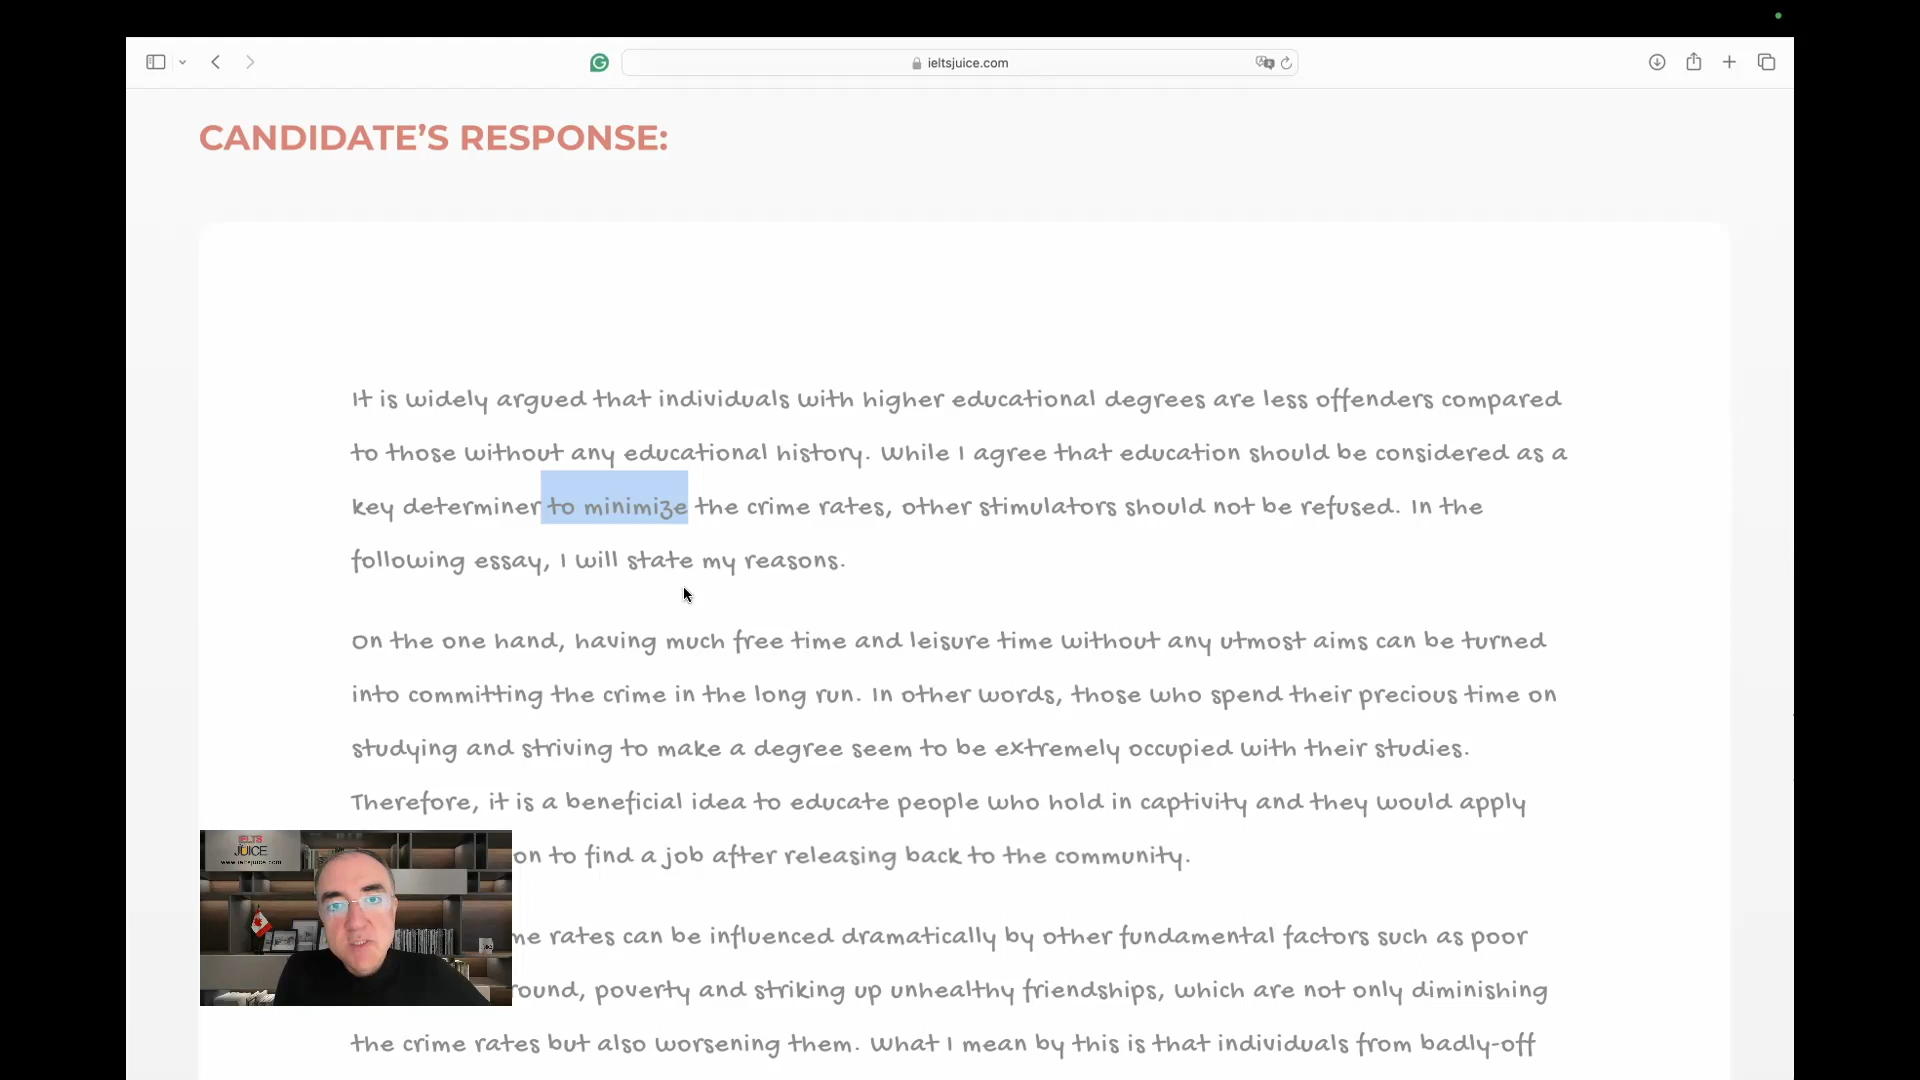 ieltsjuice.com
CANDIDATE'S RESPONSE:
It is widely argued that individuals with higher educational degrees are less offenders compared
to those without any educational history. While I agree that education should be considered as a
key determiner to minimize the crime rates, other stimulators should not be refused. In the
following essay, I will state my reasons.
On the one hand, having much free time and leisure time without any utmost aims can be turned
into committing the crime in the long run. In other words, those who spend their precious time on
studying and striving to make a degree seem to be extremely occupied with their studies.
Therefore, it is a beneficial idea to educate people who hold in captivity and they would apply
on to find a job after releasing back to the community.
me rates can be influenced dramatically by other fundamental factors such as poor
round, poverty and striking up unhealthy friendships, which are not only diminishing
the crime rates but also worsening them. What I mean by this is that individuals from badly-off
IELTS
JUICE
www.ieltsjuice.com